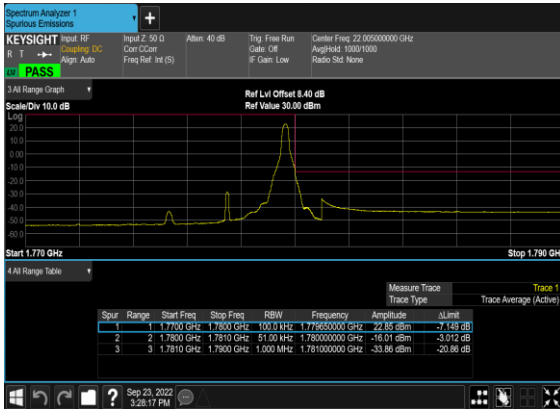 Spectrum Analyzer 1
Spurious Emissions
+
KEYSIGHT Input: RF Input Z: 50 Ω Atten: 40 dB Trig: Free Run Center Freq: 22.005000000 GHz
R T Coupling: DC Corr CCorr Gate: Off Avg|Hold: 1000/1000
Align: Auto Freq Ref: Int (S) IF Gain: Low Radio Std: None
PASS
3 All Range Graph
Ref Lvl Offset 8.40 dB
Scale/Div 10.0 dB Ref Value 30.00 dBm
Log
20.0
10.0
0.00
-10.0
-20.0
-30.0
-40.0
-50.0
-60.0
Start 1.770 GHz Stop 1.790 GH
4 All Range Table
Measure Trace Trace 1
Trace Type Trace Average (Active)
Spur Range Start Freq Stop Freq RBW Frequency Amplitude ΔLimit
1 1 1.7700 GHz 1.7800 GHz 100.0 kHz 1.779650000 GHz 22.85 dBm -7.149 dB
2 2 1.7800 GHz 1.7810 GHz 51.00 kHz 1.780000000 GHz -16.01 dBm -3.012 dB
3 3 1.7810 GHz 1.7900 GHz 1.000 MHz 1.781000000 GHz -33.86 dBm -20.86 dB
? Sep 23, 2022
3:28:17 PM